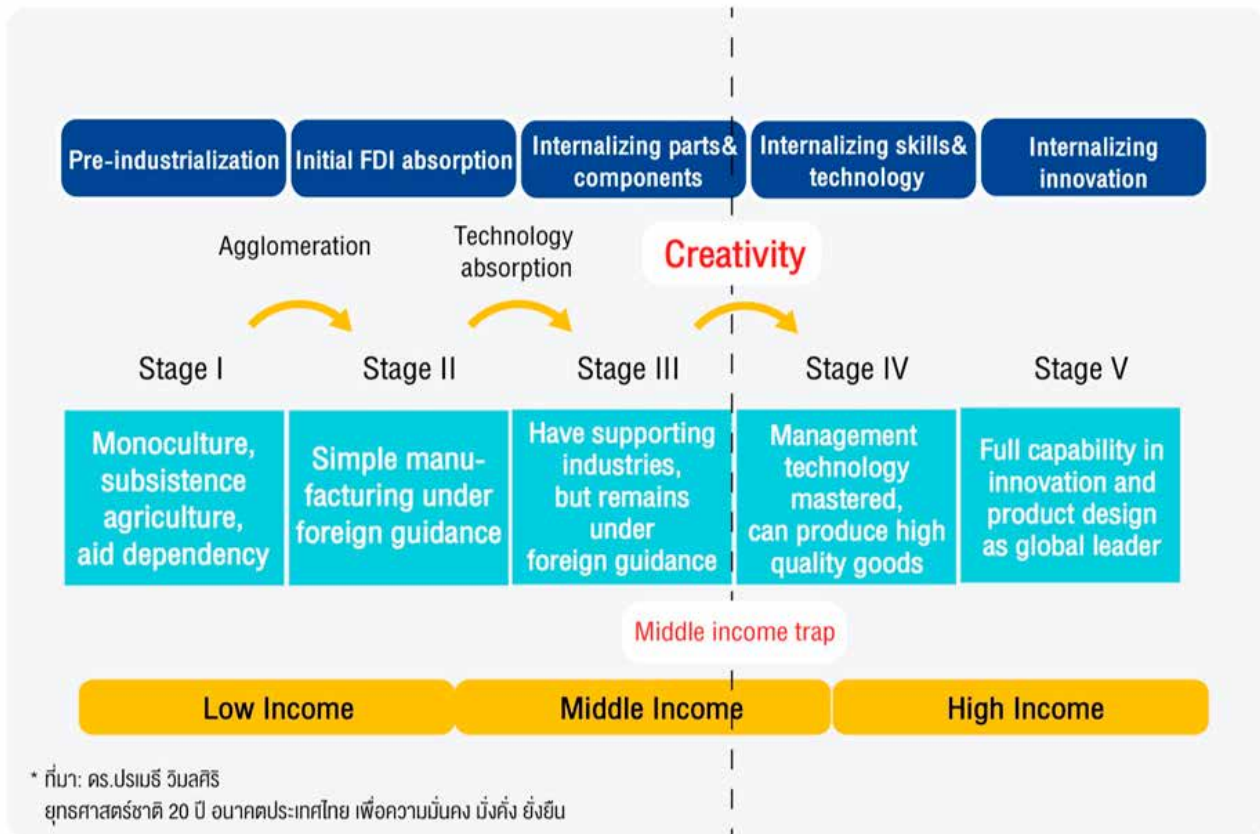 Pre-industrialization
Initial FDI absorption
Internalizing parts&
components
Internalizing skills&
technology
Internalizing
innovation
Agglomeration
Technology
absorption
Creativity
Stage I
Stage II
Stage III
Stage IV
Stage V
Monoculture,
subsistence
agriculture,
aid dependency
Simple manu-
facturing under
foreign guidance
Have supporting
industries,
but remains
under
foreign guidance
Management
technology
mastered,
can produce high
quality goods
Full capability in
innovation and
product design
as global leader
Middle income trap
Low Income
Middle Income
High Income
* ที่มา: ดร.ปรเมธี วิมลศิริ
ยุทธศาสตร์ชาติ 20 ปี อนาคตประเทศไทย เพื่อความมั่นคง มั่งคั่ง ยั่งยืน